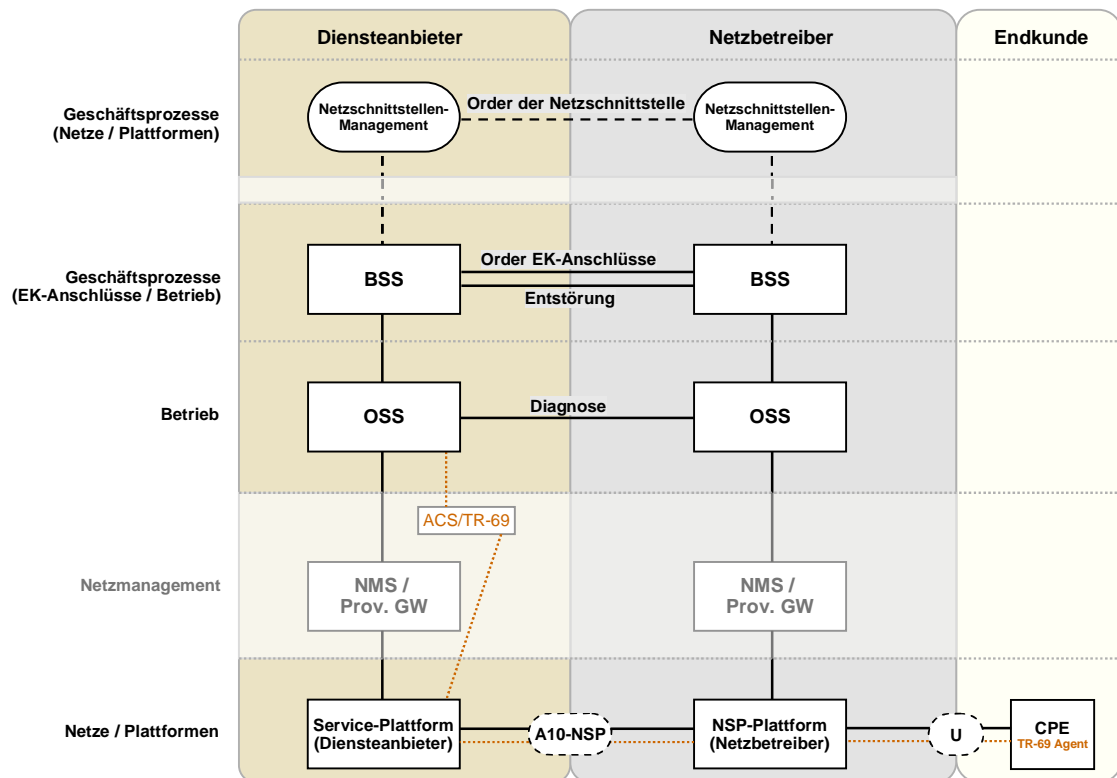 Diensteanbieter
Netzbetreiber
Endkunde
Geschäftsprozesse
(Netze / Plattformen)
Netzschnittstellen-
Management
Order der Netzschnittstelle
Netzschnittstellen-
Management
Geschäftsprozesse
(EK-Anschlüsse / Betrieb)
BSS
Order EK-Anschlüsse
Entstörung
BSS
Betrieb
OSS
Diagnose
OSS
ACS/TR-69
Netzmanagement
NMS /
Prov. GW
NMS /
Prov. GW
Netze / Plattformen
Service-Plattform
(Diensteanbieter)
A10-NSP
NSP-Plattform
(Netzbetreiber)
U
CPE
TR-69 Agent